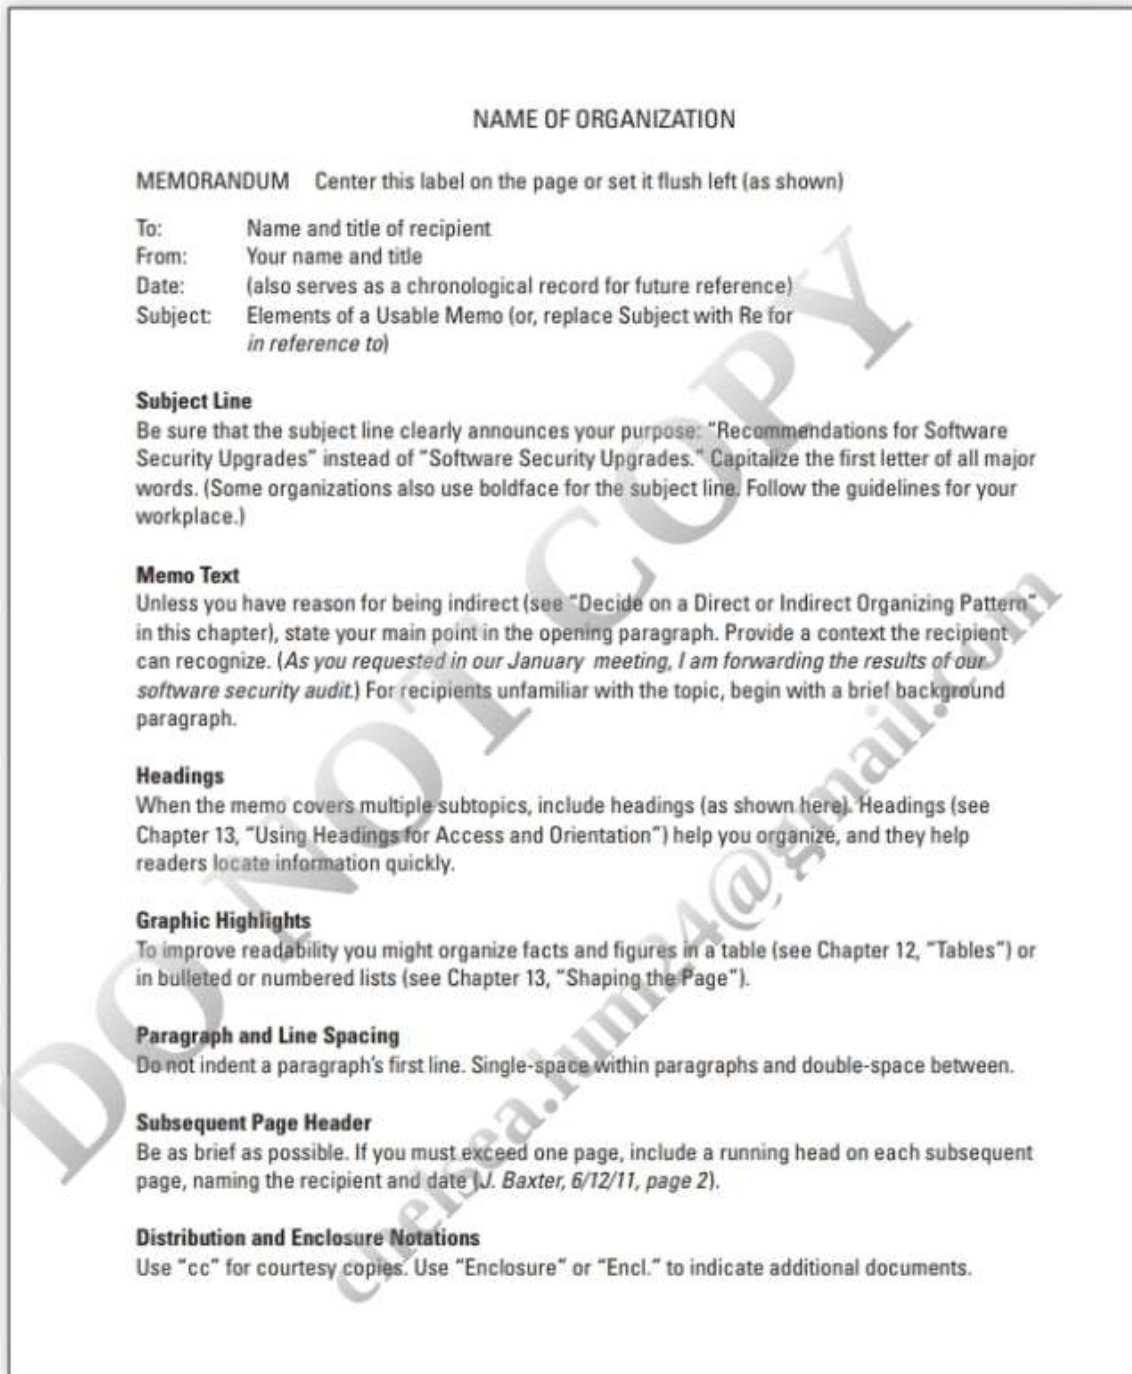 NAME OF ORGANIZATION
MEMORANDUM Center this label on the page or set it flush left (as shown)
To: Name and title of recipient
From: Your name and title
Date: (also serves as a chronological record for future reference)
Subject: Elements of a Usable Memo (or, replace Subject with Re for
in reference to)
Subject Line
Be sure that the subject line clearly announces your purpose: “Recommendations for Software
Security Upgrades” instead of “Software Security Upgrades.” Capitalize the first letter of all major
words. (Some organizations also use boldface for the subject line. Follow the guidelines for your
workplace.)
Memo Text
Unless you have reason for being indirect (see “Decide on a Direct or Indirect Organizing Pattern”
in this chapter), state your main point in the opening paragraph. Provide a context the recipient
can recognize. (As you requested in our January meeting, I am forwarding the results of our
software security audit.) For recipients unfamiliar with the topic, begin with a brief background
paragraph.
Headings
When the memo covers multiple subtopics, include headings (as shown here). Headings (see
Chapter 13, “Using Headings for Access and Orientation”) help you organize, and they help
readers locate information quickly.
Graphic Highlights
To improve readability you might organize facts and figures in a table (see Chapter 12, “Tables”) or
in bulleted or numbered lists (see Chapter 13, “Shaping the Page”).
Paragraph and Line Spacing
Do not indent a paragraph’s first line. Single-space within paragraphs and double-space between.
Subsequent Page Header
Be as brief as possible. If you must exceed one page, include a running head on each subsequent
page, naming the recipient and date (J. Baxter, 6/12/11, page 2).
Distribution and Enclosure Notations
Use “cc” for courtesy copies. Use “Enclosure” or “Encl.” to indicate additional documents.
DO NOT COPY
chelsea.lum24@gmail.com